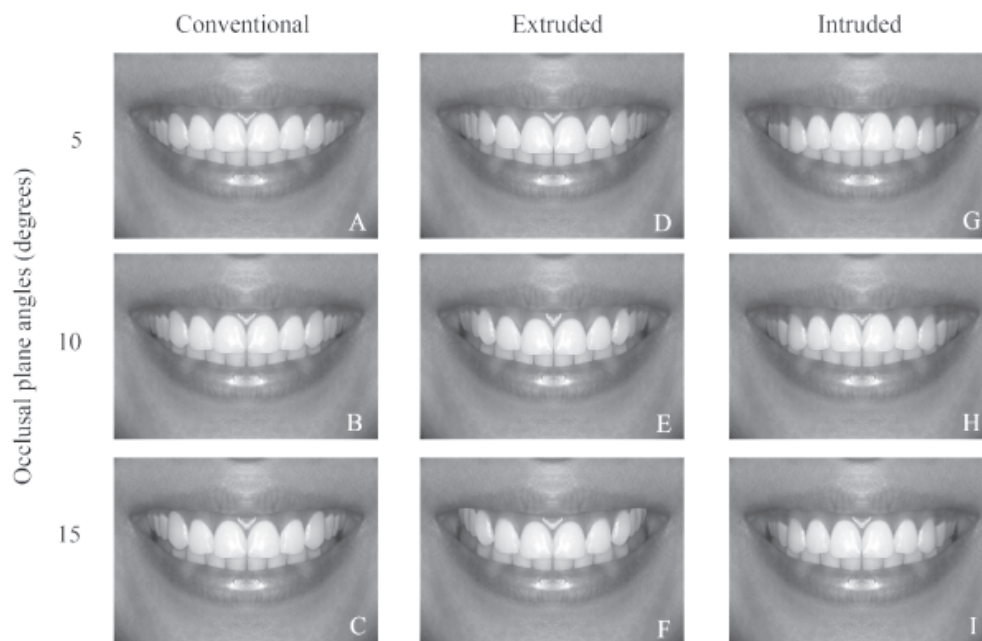 Conventional Extruded Intruded
Occlusal plane angles (degrees)
5
A D G
10
B E H
15
C F I